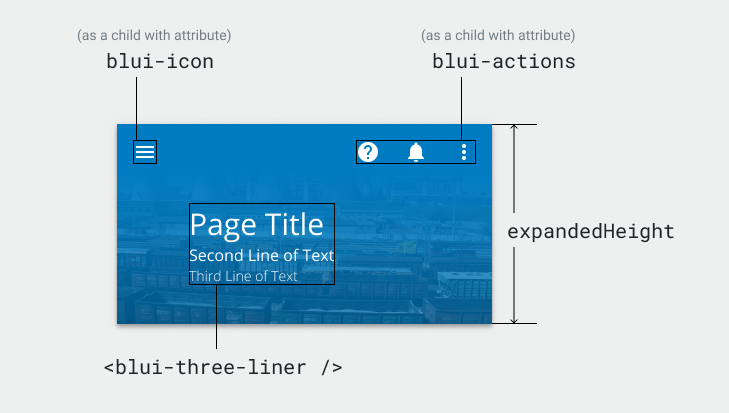 (as a child with attribute)
blui-icon
(as a child with attribute)
blui-actions
?
Page Title
Second Line of Text
Third Line of Text
expandedHeight
<blui-three-liner />